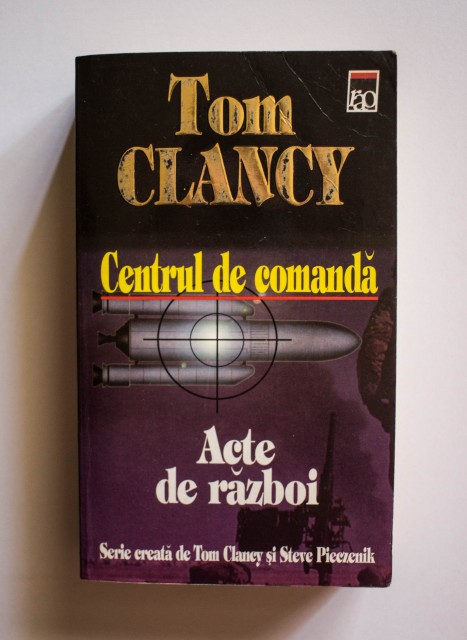 Tom
CLANCY
rao
Centrul de comandă
Acte
de război
Serie creată de Tom Clancy şi Steve Pieczenik